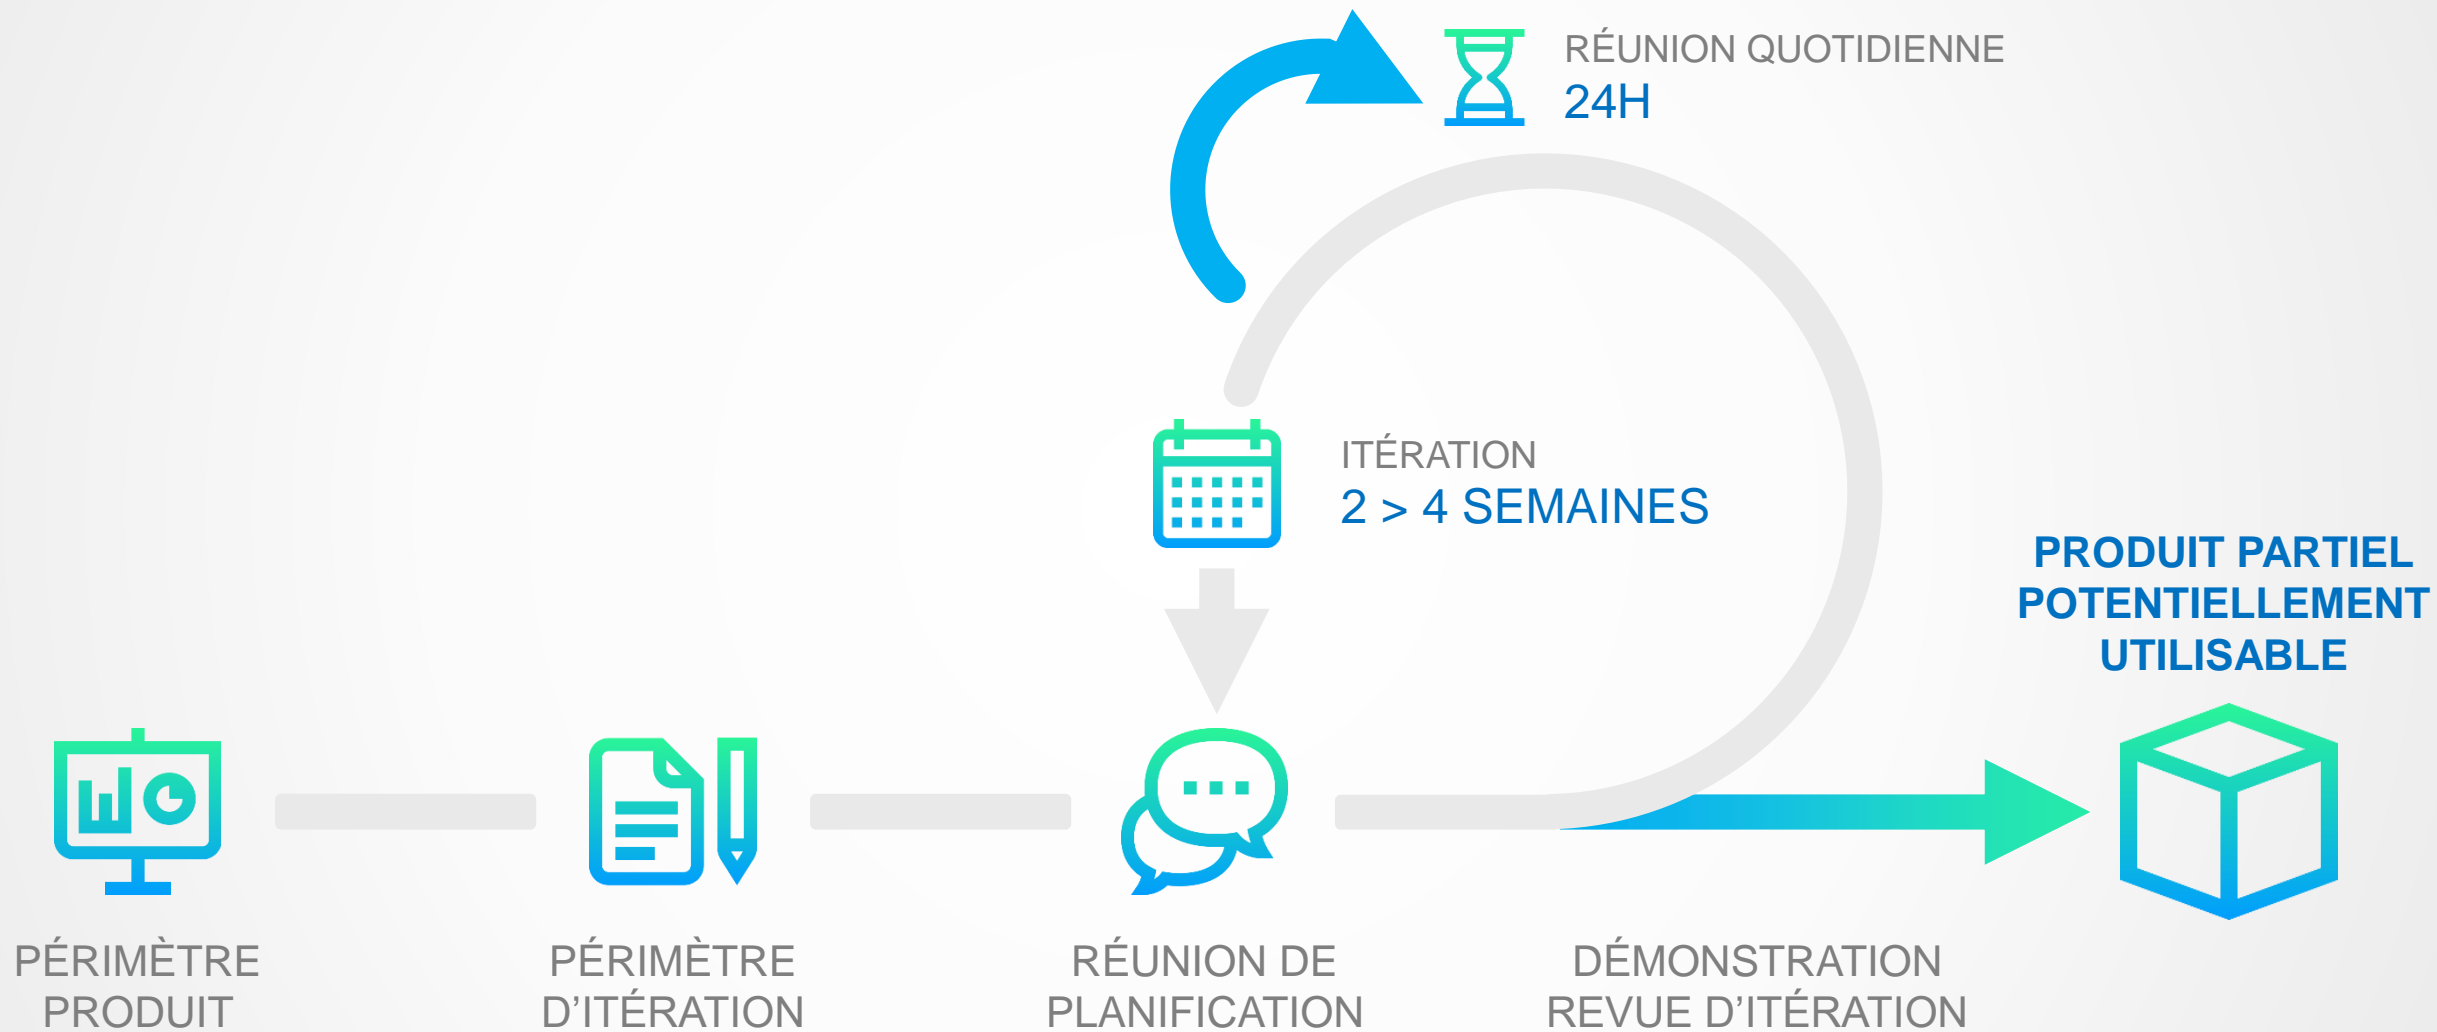 RÉUNION QUOTIDIENNE
24H
ITÉRATION
2 > 4 SEMAINES
PRODUIT PARTIEL
POTENTIELLEMENT
UTILISABLE
PÉRIMÈTRE
PRODUIT
PÉRIMÈTRE
D’ITÉRATION
RÉUNION DE
PLANIFICATION
DÉMONSTRATION
REVUE D’ITÉRATION